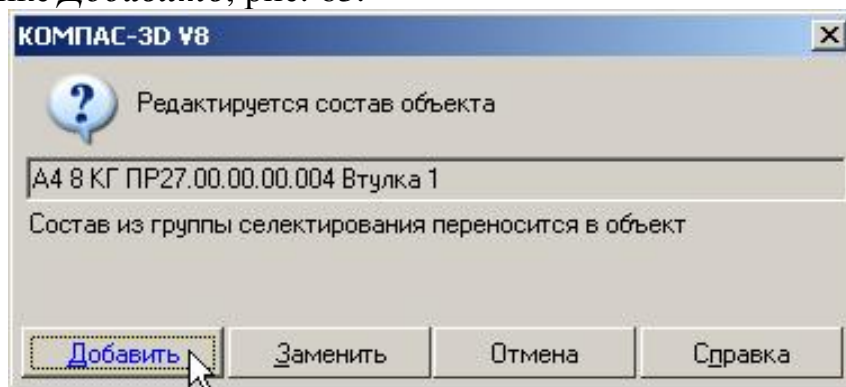 КОМПАС-3D V8
Редактируется состав объекта
А4 8 КГ ПР27.00.00.00.004 Втулка 1
Состав из группы селектирования переносится в объект
Добавить Заменить Отмена Справка